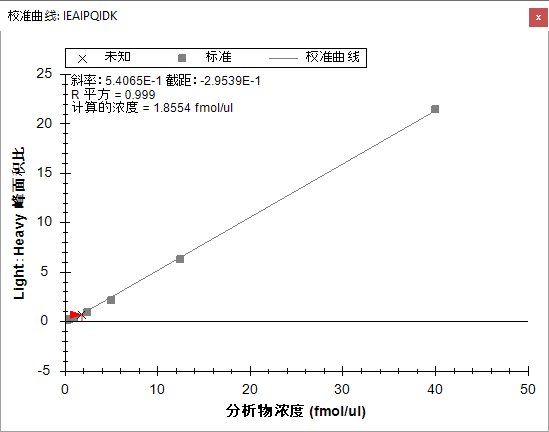 校准曲线: IEAIPQIDK
x
未知 标准 校准曲线
斜率: 5.4065E-1 截距: -2.9539E-1
R 平方 = 0.999
计算的浓度 = 1.8554 fmol/ul
25
20
15
10
5
0
-5
Light:Heavy 峰面积比
0 10 20 30 40 50
分析物浓度 (fmol/ul)